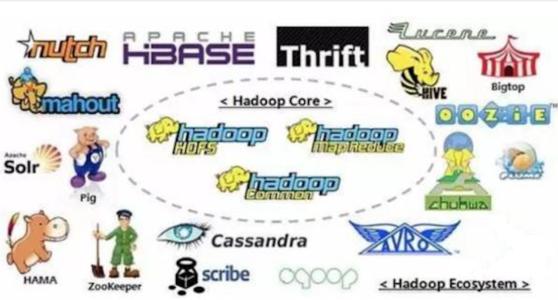 nutch
APACHE
HBASE
Thrift
Lucene
HIVE
Bigtop
mahout
< Hadoop Core >
OOZIE
hadoop
HDFS
hadoop
MapReduce
Apache
Solr
Pig
hadoop
Common
chukwa
FLUME
HAMA
ZooKeeper
Cassandra
AVRO
scribe
sqoop
< Hadoop Ecosystem >